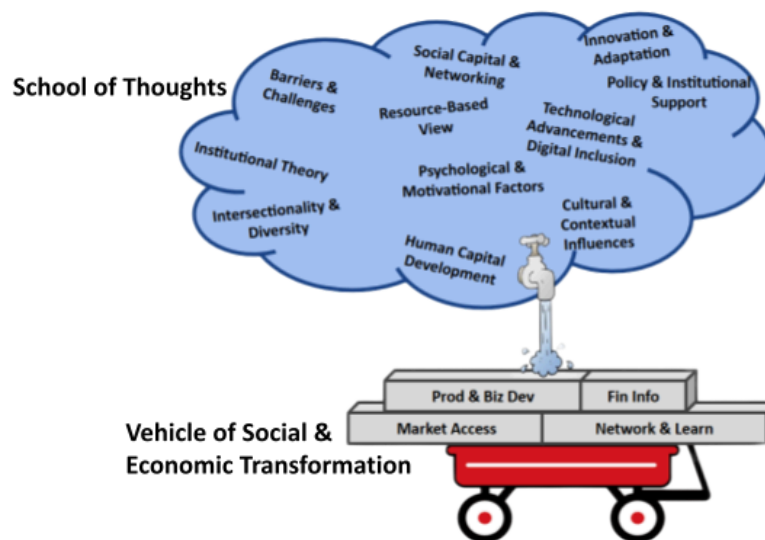 School of Thoughts
Barriers &
Challenges
Social Capital &
Networking
Innovation &
Adaptation
Policy & Institutional
Support
Resource-Based
View
Technological
Advancements &
Digital Inclusion
Institutional Theory
Psychological &
Motivational Factors
Intersectionality &
Diversity
Cultural &
Contextual
Influences
Human Capital
Development
Prod & Biz Dev
Fin Info
Market Access
Network & Learn
Vehicle of Social &
Economic Transformation